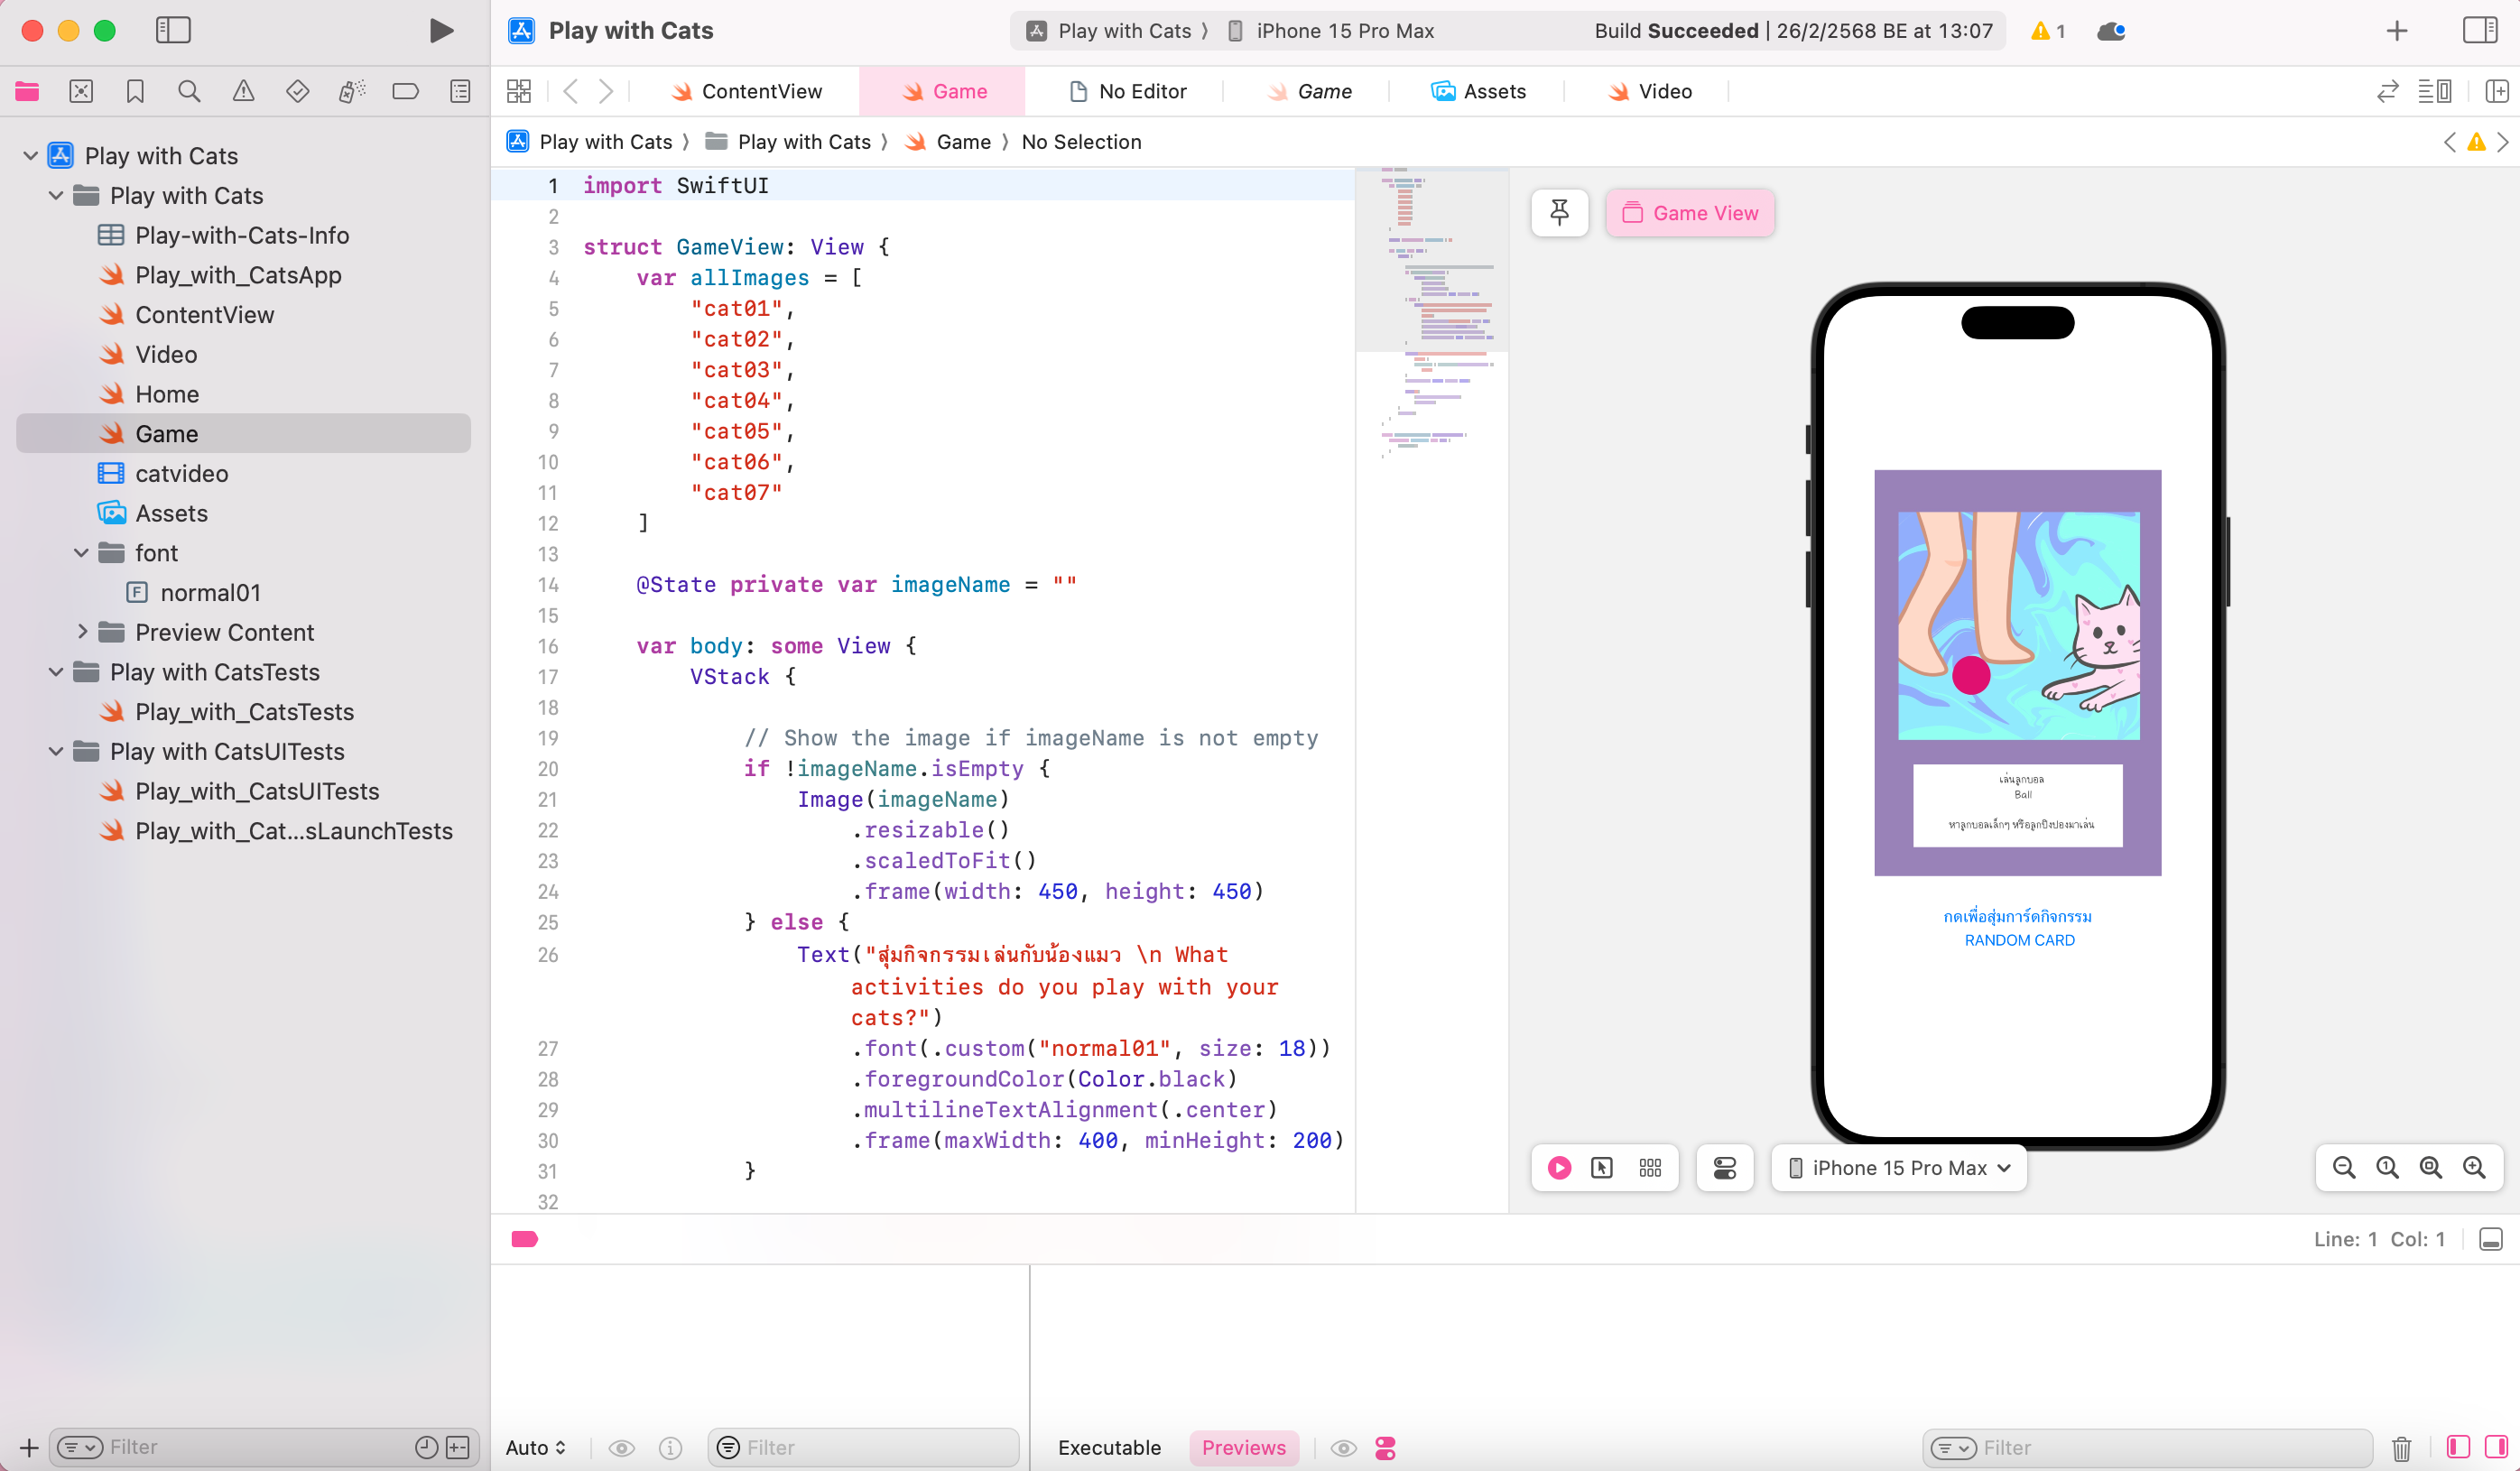 Play with Cats
Play with Cats 〉 iPhone 15 Pro Max
Build Succeeded | 26/2/2568 BE at 13:07
1
ContentView
Game
No Editor
Game
Assets
Video
Play with Cats 〉 Play with Cats 〉 Game 〉 No Selection
Play with Cats
Play with Cats
Play-with-Cats-Info
Play_with_CatsApp
ContentView
Video
Home
Game
catvideo
Assets
font
normal01
Preview Content
Play with CatsTests
Play_with_CatsTests
Play with CatsUITests
Play_with_CatsUITests
Play_with_Cat...sLaunchTests
Filter
1 import SwiftUI
2
3 struct GameView: View {
4 var allImages = [
5 "cat01",
6 "cat02",
7 "cat03",
8 "cat04",
9 "cat05",
10 "cat06",
11 "cat07"
12 ]
13
14 @State private var imageName = ""
15
16 var body: some View {
17 VStack {
18
19 // Show the image if imageName is not empty
20 if !imageName.isEmpty {
21 Image(imageName)
22 .resizable()
23 .scaledToFit()
24 .frame(width: 450, height: 450)
25 } else {
26 Text("สุ่มกิจกรรมเล่นกับน้องแมว \n What
activities do you play with your
cats?")
27 .font(.custom("normal01", size: 18))
28 .foregroundColor(Color.black)
29 .multilineTextAlignment(.center)
30 .frame(maxWidth: 400, minHeight: 200)
31 }
32
Game View
เล่นลูกบอล
Ball
หาลูกบอลเล็กๆ หรือลูกปิงปองมาเล่น
กดเพื่อสุ่มการ์ดกิจกรรม
RANDOM CARD
iPhone 15 Pro Max
Line: 1 Col: 1
Auto
Filter
Executable
Previews
Filter